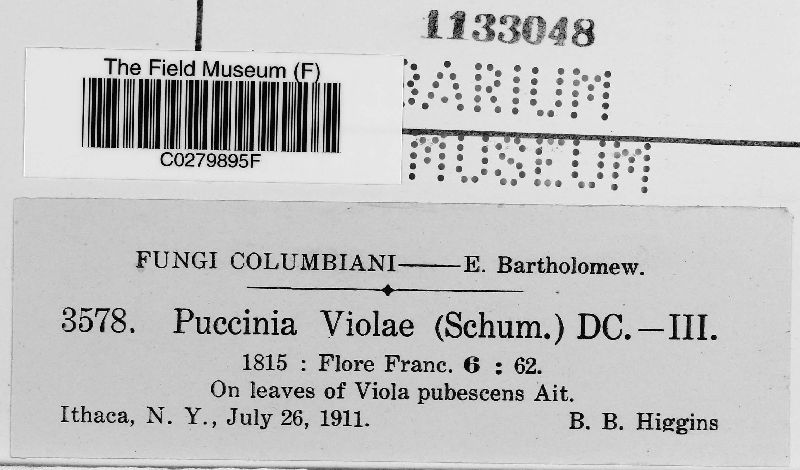 1133048
The Field Museum (F)
C0279895F
BARIUM
MUSEUM
FUNGI COLUMBIANI——E. Bartholomew.
3578. Puccinia Violae (Schum.) DC.—III.
1815 : Flore Franc. 6 : 62.
On leaves of Viola pubescens Ait.
Ithaca, N. Y., July 26, 1911. B. B. Higgins